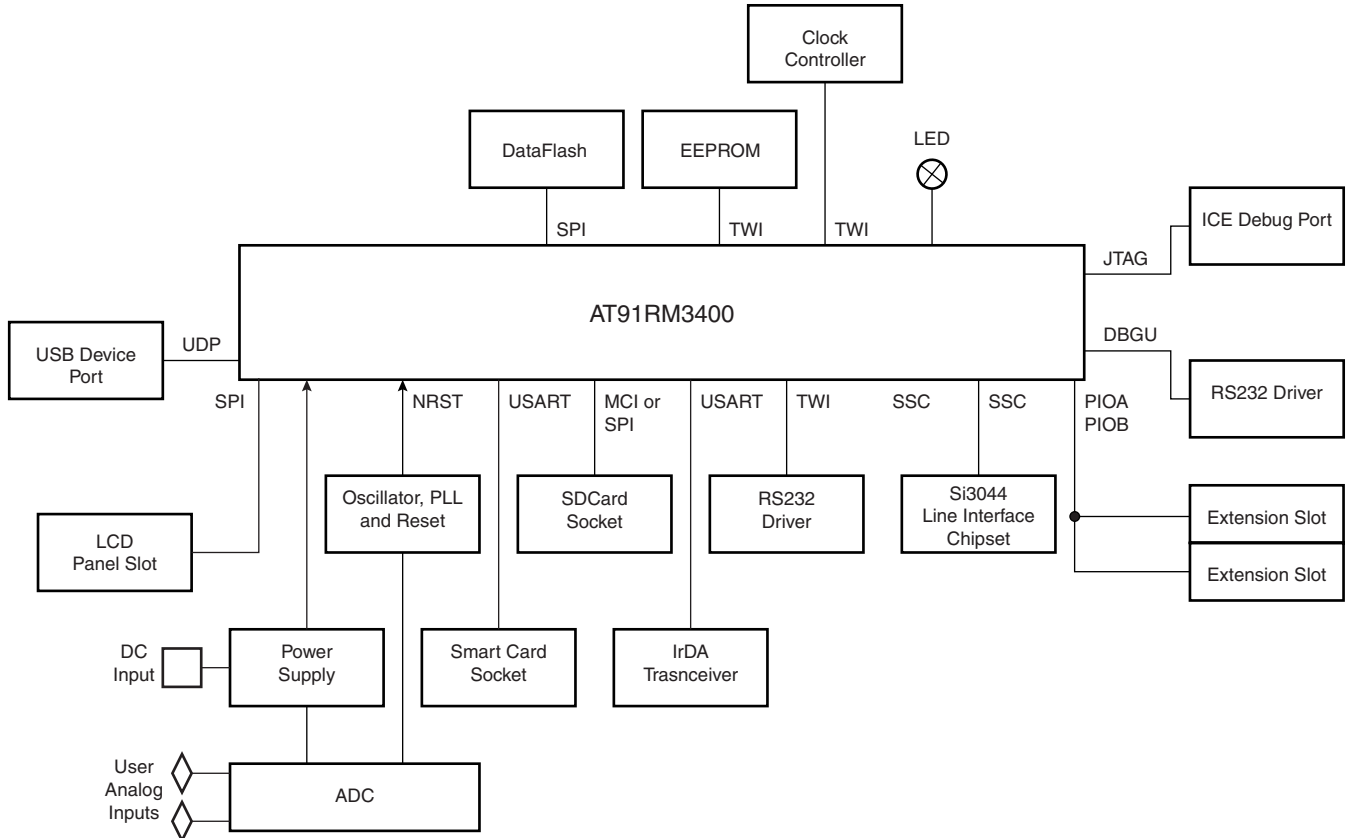 Clock
Controller
DataFlash
EEPROM
LED
ICE Debug Port
SPI
TWI
TWI
JTAG
AT91RM3400
USB Device
Port
UDP
DBGU
RS232 Driver
SPI
NRST
USART
MCI or
SPI
USART
TWI
SSC
SSC
PIOA
PIOB
Oscillator, PLL
and Reset
SDCard
Socket
RS232
Driver
Si3044
Line Interface
Chipset
Extension Slot
Extension Slot
LCD
Panel Slot
DC
Input
Power
Supply
Smart Card
Socket
IrDA
Trasnceiver
User
Analog
Inputs
ADC